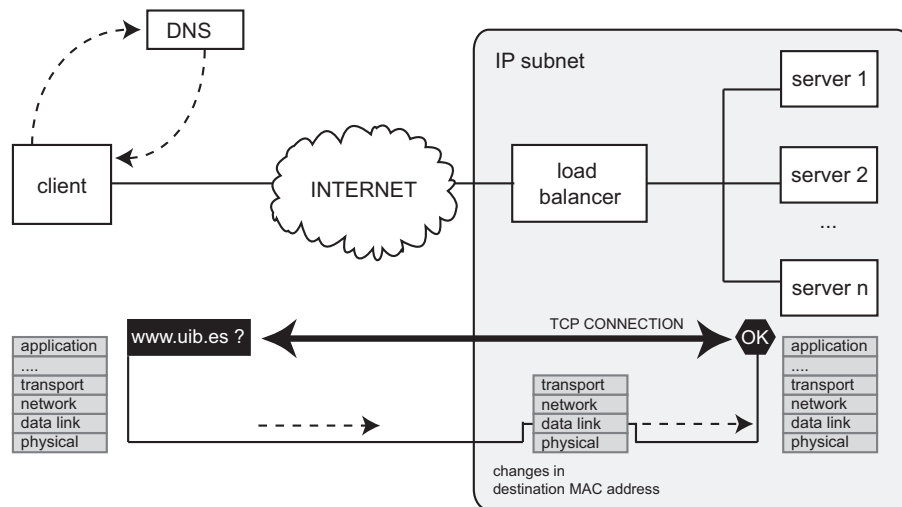 DNS
IP subnet
server 1
client
INTERNET
load
balancer
server 2
...
server n
www.uib.es ?
TCP CONNECTION
OK
application
....
transport
network
data link
physical
transport
network
data link
physical
application
....
transport
network
data link
physical
changes in
destination MAC address